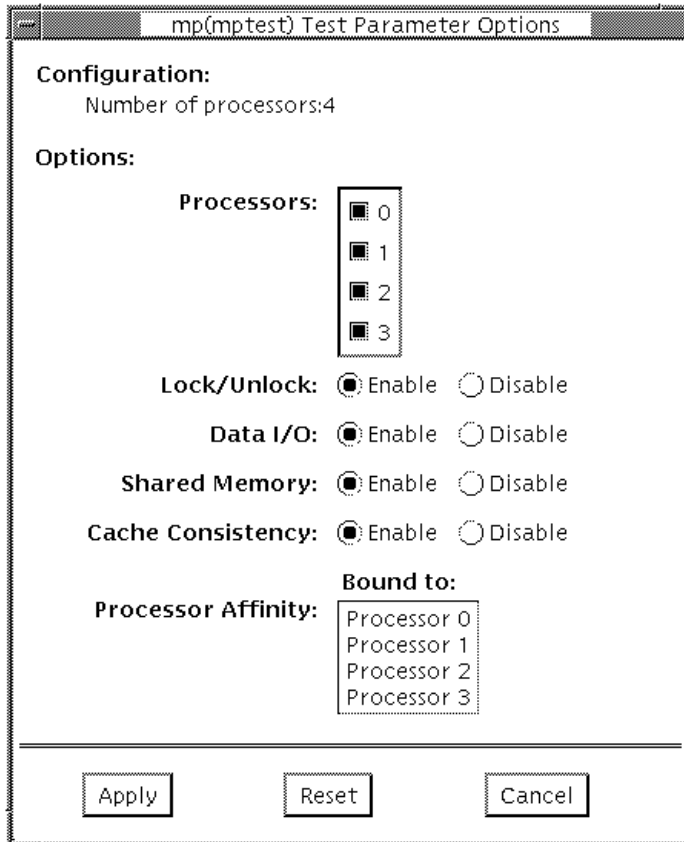 mp(mptest) Test Parameter Options
Configuration:
Number of processors:4
Options:
Processors:
0
1
2
3
Lock/Unlock: Enable Disable
Data I/O: Enable Disable
Shared Memory: Enable Disable
Cache Consistency: Enable Disable
Bound to:
Processor Affinity:
Processor 0
Processor 1
Processor 2
Processor 3
Apply Reset Cancel